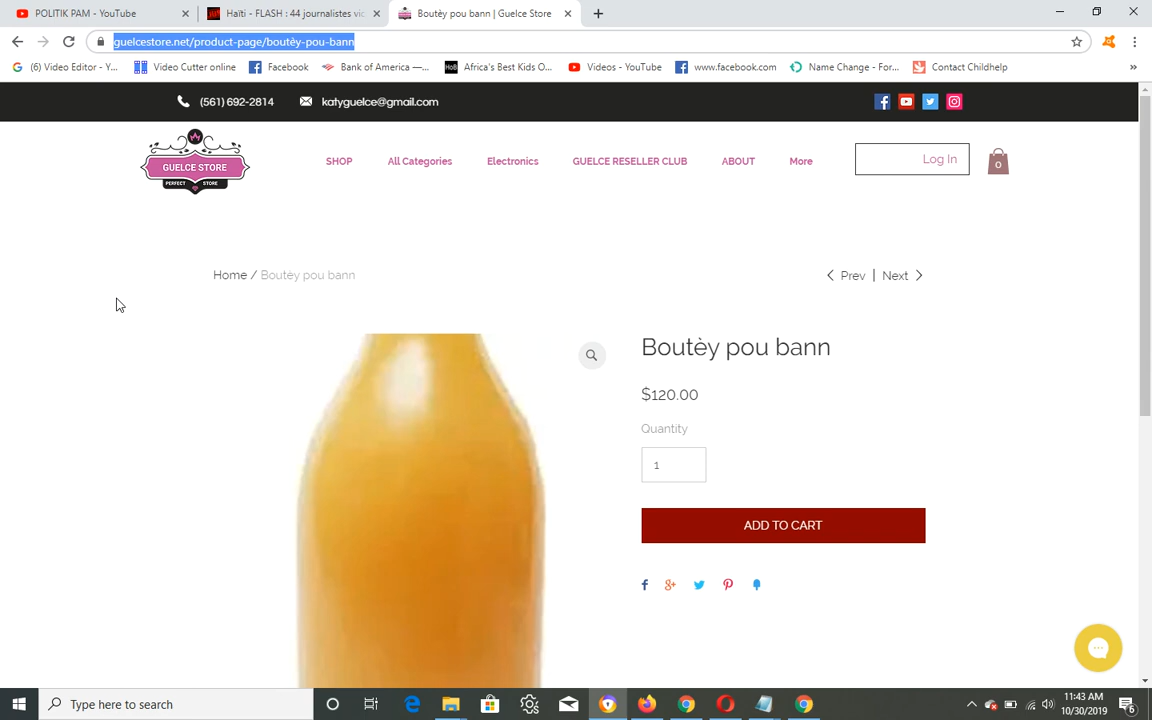 POLITIK PAM - YouTube
Haïti - FLASH : 44 journalistes vic
Boutèy pou bann | Guelce Store
guelcestore.net/product-page/boutèy-pou-bann
(6) Video Editor - Y...
Video Cutter online
Facebook
Bank of America —...
Africa's Best Kids O...
Videos - YouTube
www.facebook.com
Name Change - For...
Contact Childhelp
(561) 692-2814
katyguelce@gmail.com
GUELCE STORE
PERFECT STORE
SHOP
All Categories
Electronics
GUELCE RESELLER CLUB
ABOUT
More
Log In
0
Home / Boutèy pou bann
Prev | Next
Boutèy pou bann
$120.00
Quantity
1
ADD TO CART
Type here to search
11:43 AM
10/30/2019
6